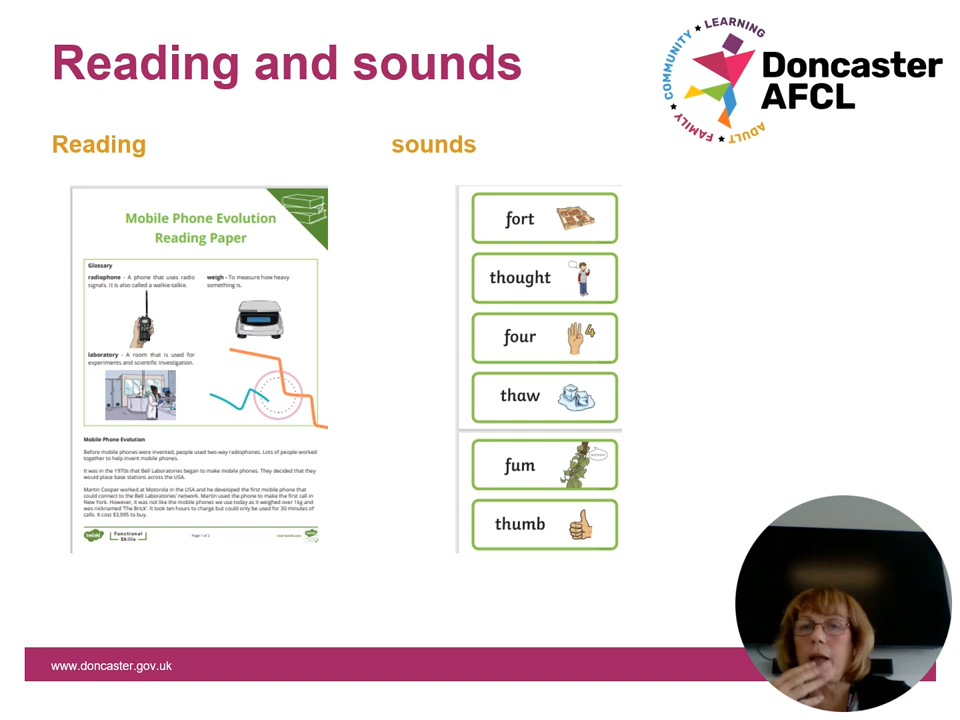 Reading and sounds
COMMUNITY ★ LEARNING
FAMILY ★ ADULT
Doncaster
AFCL
Reading
sounds
Mobile Phone Evolution
Reading Paper
Glossary
radiophone - A phone that uses radio
signals. It is also called a walkie-talkie.
weigh - To measure how heavy
something is.
laboratory - A room that is used for
experiments and scientific investigation.
Mobile Phone Evolution
Before mobile phones were invented, people used two-way radiophones. Lots of people worked
together to help invent mobile phones.
It was in the 1970s that Bell Laboratories began to make mobile phones. They decided that they
would place base stations across the USA.
Martin Cooper worked at Motorola in the USA and he developed the first mobile phone that
could connect to the Bell Laboratories' network. Martin used the phone to make the first call in
New York. However, it was not like the mobile phones we use today as it weighed over 1kg and
was nicknamed 'The Brick'. It took ten hours to charge but could only be used for 30 minutes of
calls. It cost $3,995 to buy.
twinkl
Functional
Skills
Page 1 of 2
visit twinkl.com
fort
thought
four
4
thaw
fum
thumb
www.doncaster.gov.uk